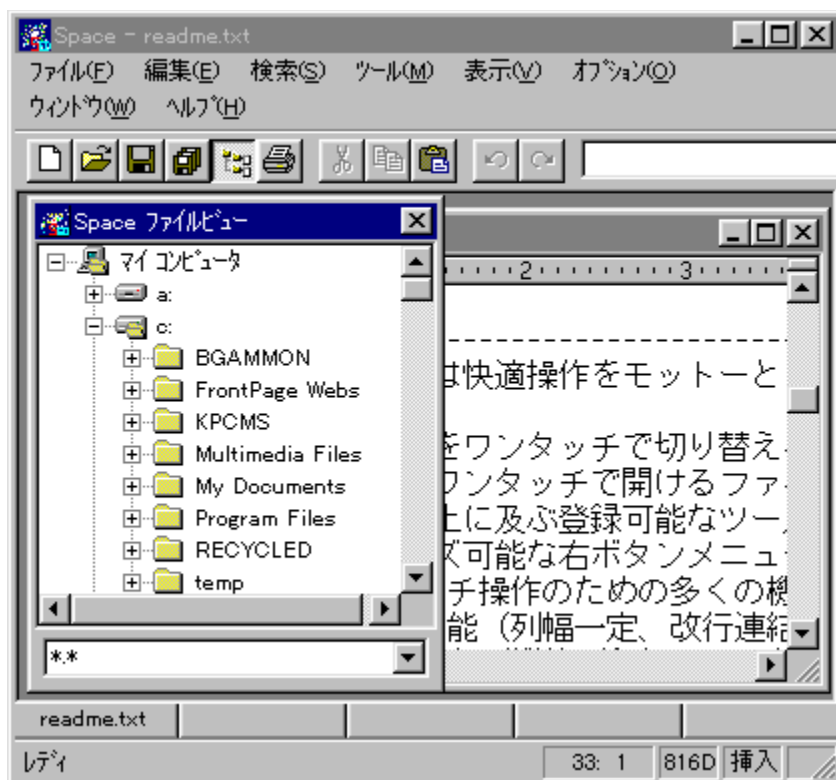 Space - readme.txt
ﾌｧｲﾙ(F) 編集(E) 検索(S) ﾂｰﾙ(M) 表示(V) ｵﾌﾟｼｮﾝ(O)
ｳｨﾝﾄﾞｳ(W) ﾍﾙﾌﾟ(H)
Space ﾌｧｲﾙﾋﾞｭｰ
ﾏｲ ｺﾝﾋﾟｭｰﾀ
a:
c:
BGAMMON
FrontPage Webs
KPCMS
Multimedia Files
My Documents
Program Files
RECYCLED
temp
*.*
2 3
--------------------
は快適操作をモットーと
をワンタッチで切り替え
ワンタッチで開けるファ
上に及ぶ登録可能なツー
ズ可能な右ボタンメニュ
チ操作のための多くの機
能（列幅一定、改行連結
readme.txt
ﾚﾃﾞｨ 33: 1 816D 挿入